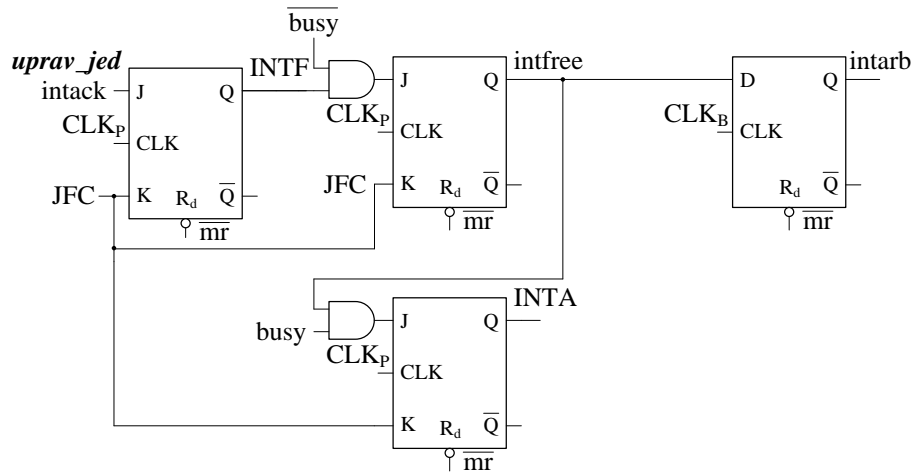 busy
uprav_jed
INTF
intfree
intarb
intack
J
Q
J
Q
D
Q
CLKP
CLKP
CLKB
CLK
CLK
CLK
JFC
K
Rd
Q
JFC
K
Rd
Q
Rd
Q
mr
mr
mr
INTA
J
Q
busy
CLKP
CLK
K
Rd
Q
mr